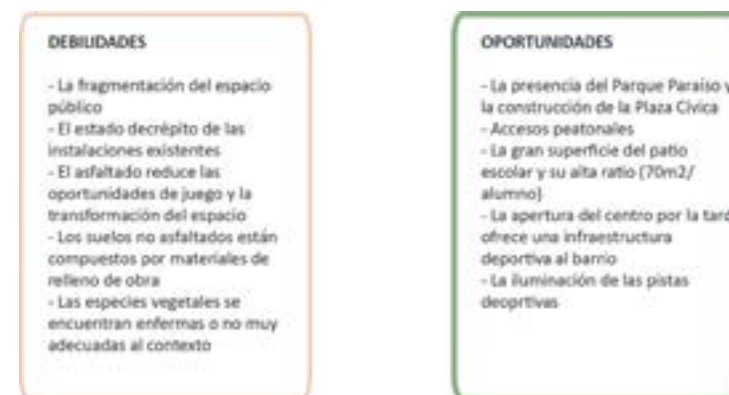 DEBILIDADES
- La fragmentación del espacio
público
- El estado decrépito de las
instalaciones existentes
- El asfaltado reduce las
oportunidades de juego y la
transformación del espacio
- Los suelos no asfaltados están
compuestos por materiales de
relleno de obra
- Las especies vegetales se
encuentran enfermas o no muy
adecuadas al contexto
OPORTUNIDADES
- La presencia del Parque Paraíso y
la construcción de la Plaza Cívica
- Accesos peatonales
- La gran superficie del patio
escolar y su alta ratio (70m2/
alumno)
- La apertura del centro por la tard
ofrece una infraestructura
deportiva al barrio
- La iluminación de las pistas
deoprtivas